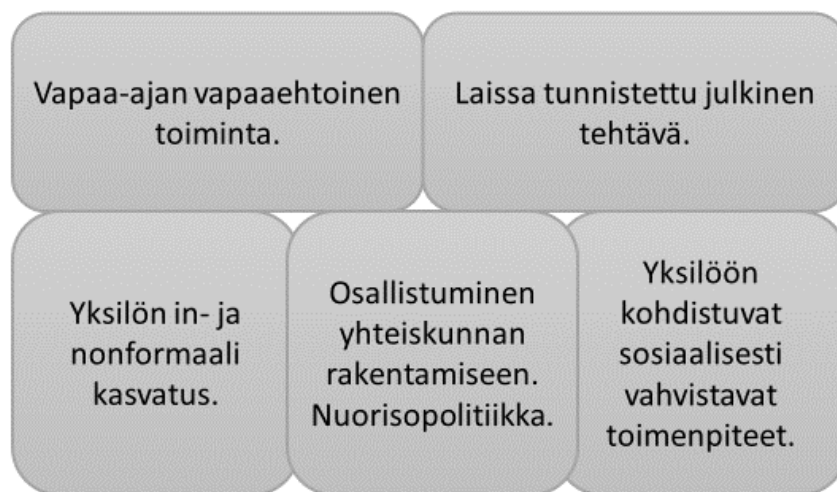 Vapaa-ajan vapaaehtoinen
toiminta.
Laissa tunnistettu julkinen
tehtävä.
Yksilön in- ja
nonformaali
kasvatus.
Osallistuminen
yhteiskunnan
rakentamiseen.
Nuorisopolitiikka.
Yksilöön
kohdistuvat
sosiaalisesti
vahvistavat
toimenpiteet.